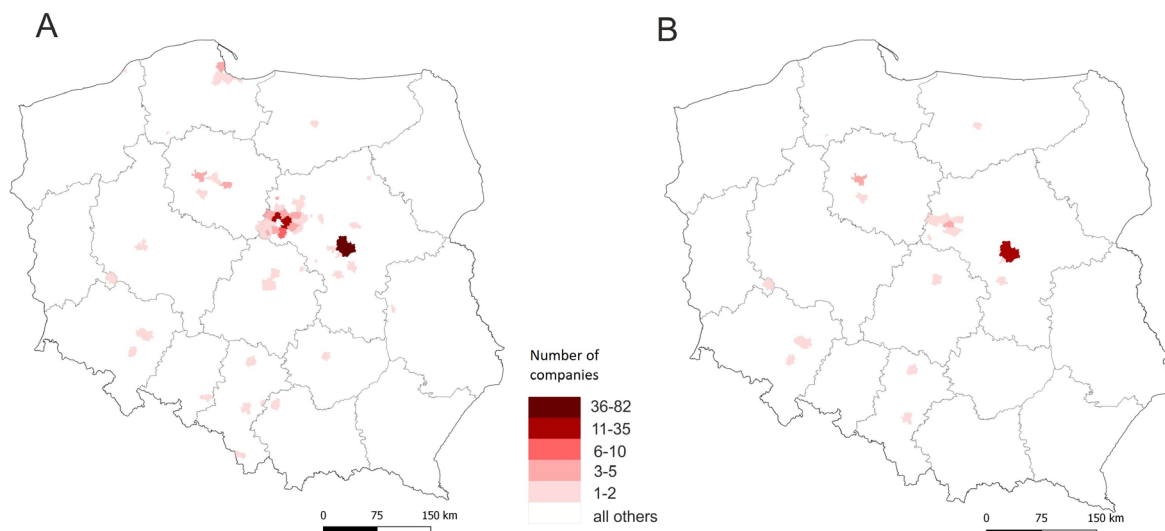 A
B
Number of
companies
36-82
11-35
6-10
3-5
1-2
all others
0 75 150 km
0 75 150 km